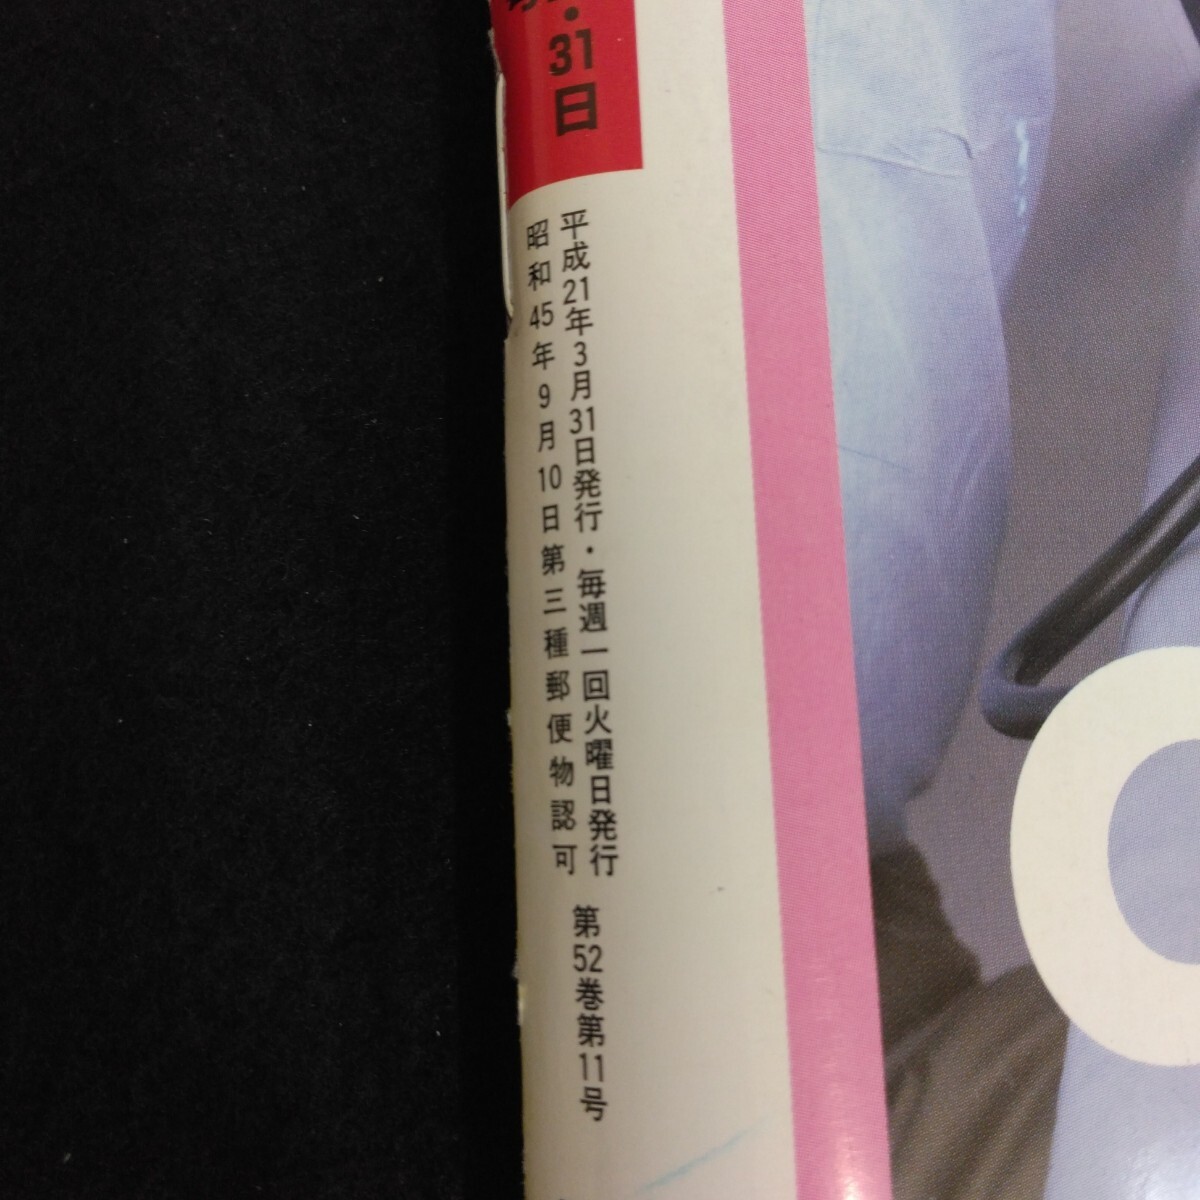 ・31日
平成21年3月31日発行・毎週一回火曜日発行 第52巻第11号
昭和45年9月10日第三種郵便物認可